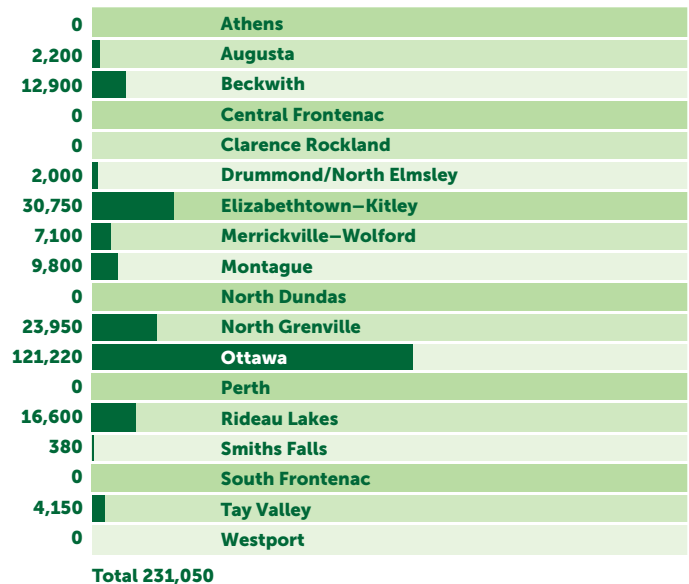 0 Athens
2,200 Augusta
12,900 Beckwith
0 Central Frontenac
0 Clarence Rockland
2,000 Drummond/North Elmsley
30,750 Elizabethtown–Kitley
7,100 Merrickville–Wolford
9,800 Montague
0 North Dundas
23,950 North Grenville
121,220 Ottawa
0 Perth
16,600 Rideau Lakes
380 Smiths Falls
0 South Frontenac
4,150 Tay Valley
0 Westport
Total 231,050